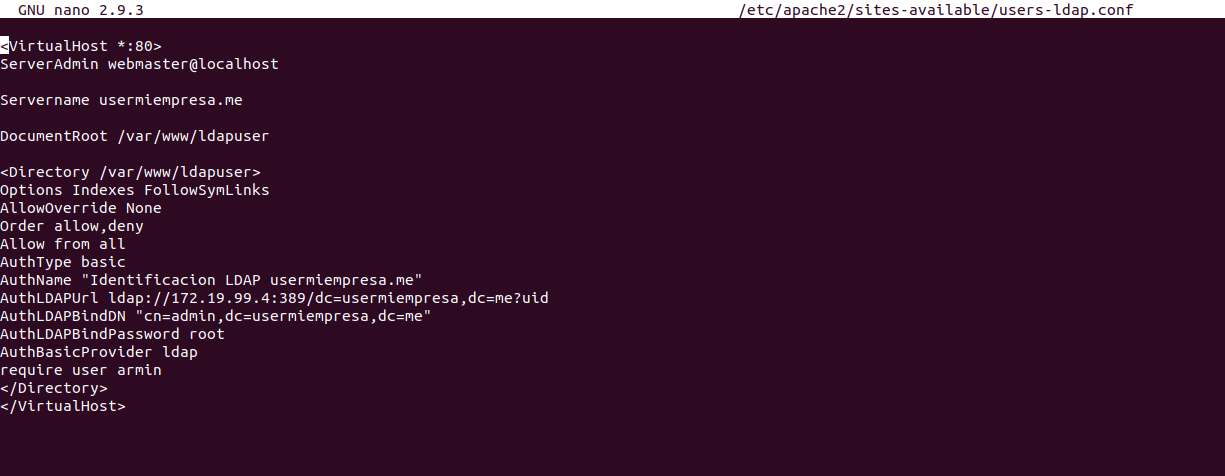 GNU nano 2.9.3 /etc/apache2/sites-available/users-ldap.conf
<VirtualHost *:80>
ServerAdmin webmaster@localhost
Servername usermiempresa.me
DocumentRoot /var/www/ldapuser
<Directory /var/www/ldapuser>
Options Indexes FollowSymLinks
AllowOverride None
Order allow,deny
Allow from all
AuthType basic
AuthName "Identificacion LDAP usermiempresa.me"
AuthLDAPUrl ldap://172.19.99.4:389/dc=usermiempresa,dc=me?uid
AuthLDAPBindDN "cn=admin,dc=usermiempresa,dc=me"
AuthLDAPBindPassword root
AuthBasicProvider ldap
require user armin
</Directory>
</VirtualHost>